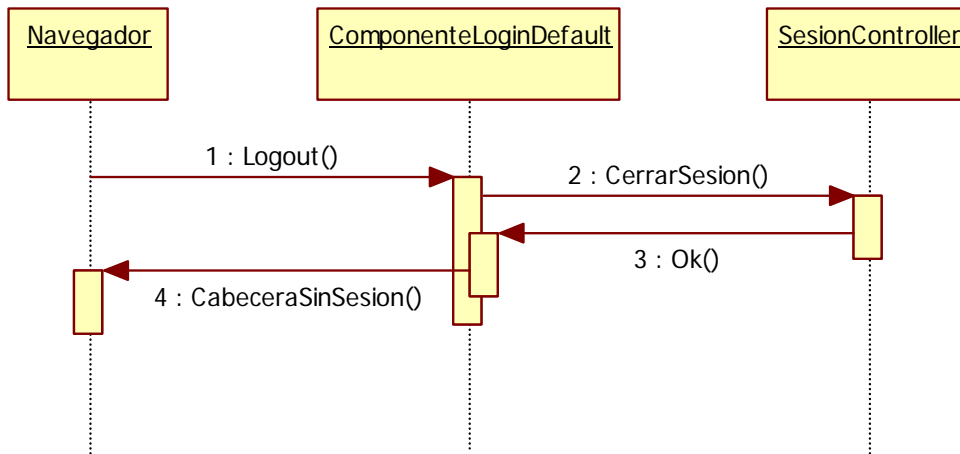 Navegador
ComponenteLoginDefault
SesionController
1 : Logout()
2 : CerrarSesion()
3 : Ok()
4 : CabeceraSinSesion()